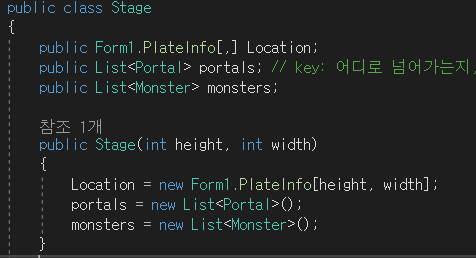 public class Stage
{
public Form1.PlateInfo[,] Location;
public List<Portal> portals; // key: 어디로 넘어가는지,
public List<Monster> monsters;
참조 1개
public Stage(int height, int width)
{
Location = new Form1.PlateInfo[height, width];
portals = new List<Portal>();
monsters = new List<Monster>();
}